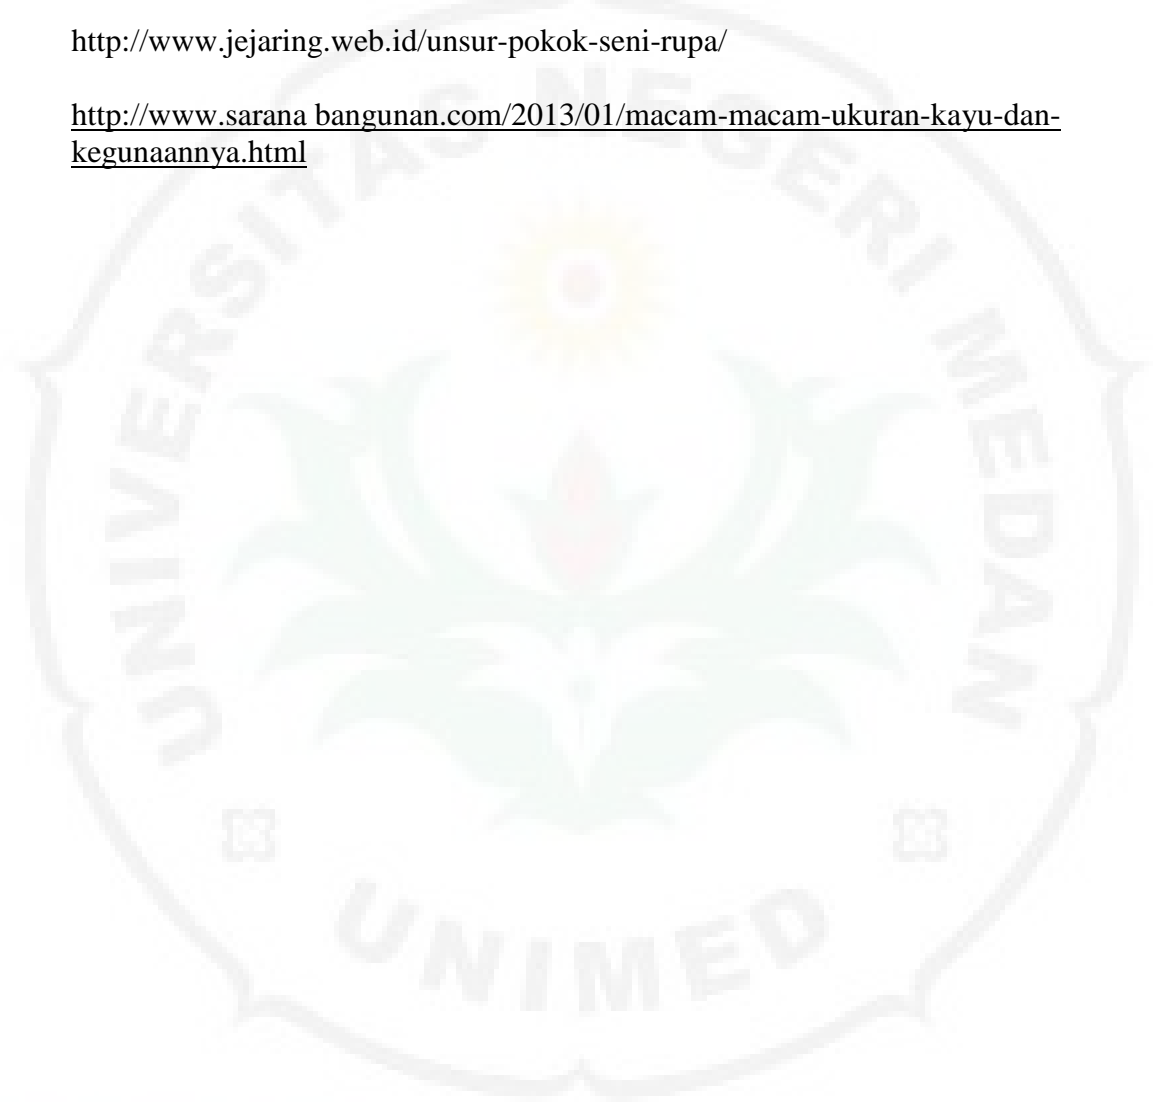 http://www.jejaring.web.id/unsur-pokok-seni-rupa/
http://www.sarana bangunan.com/2013/01/macam-macam-ukuran-kayu-dan-
kegunaannya.html
UNIVERSITAS NEGERI MEDAN
UNIMED